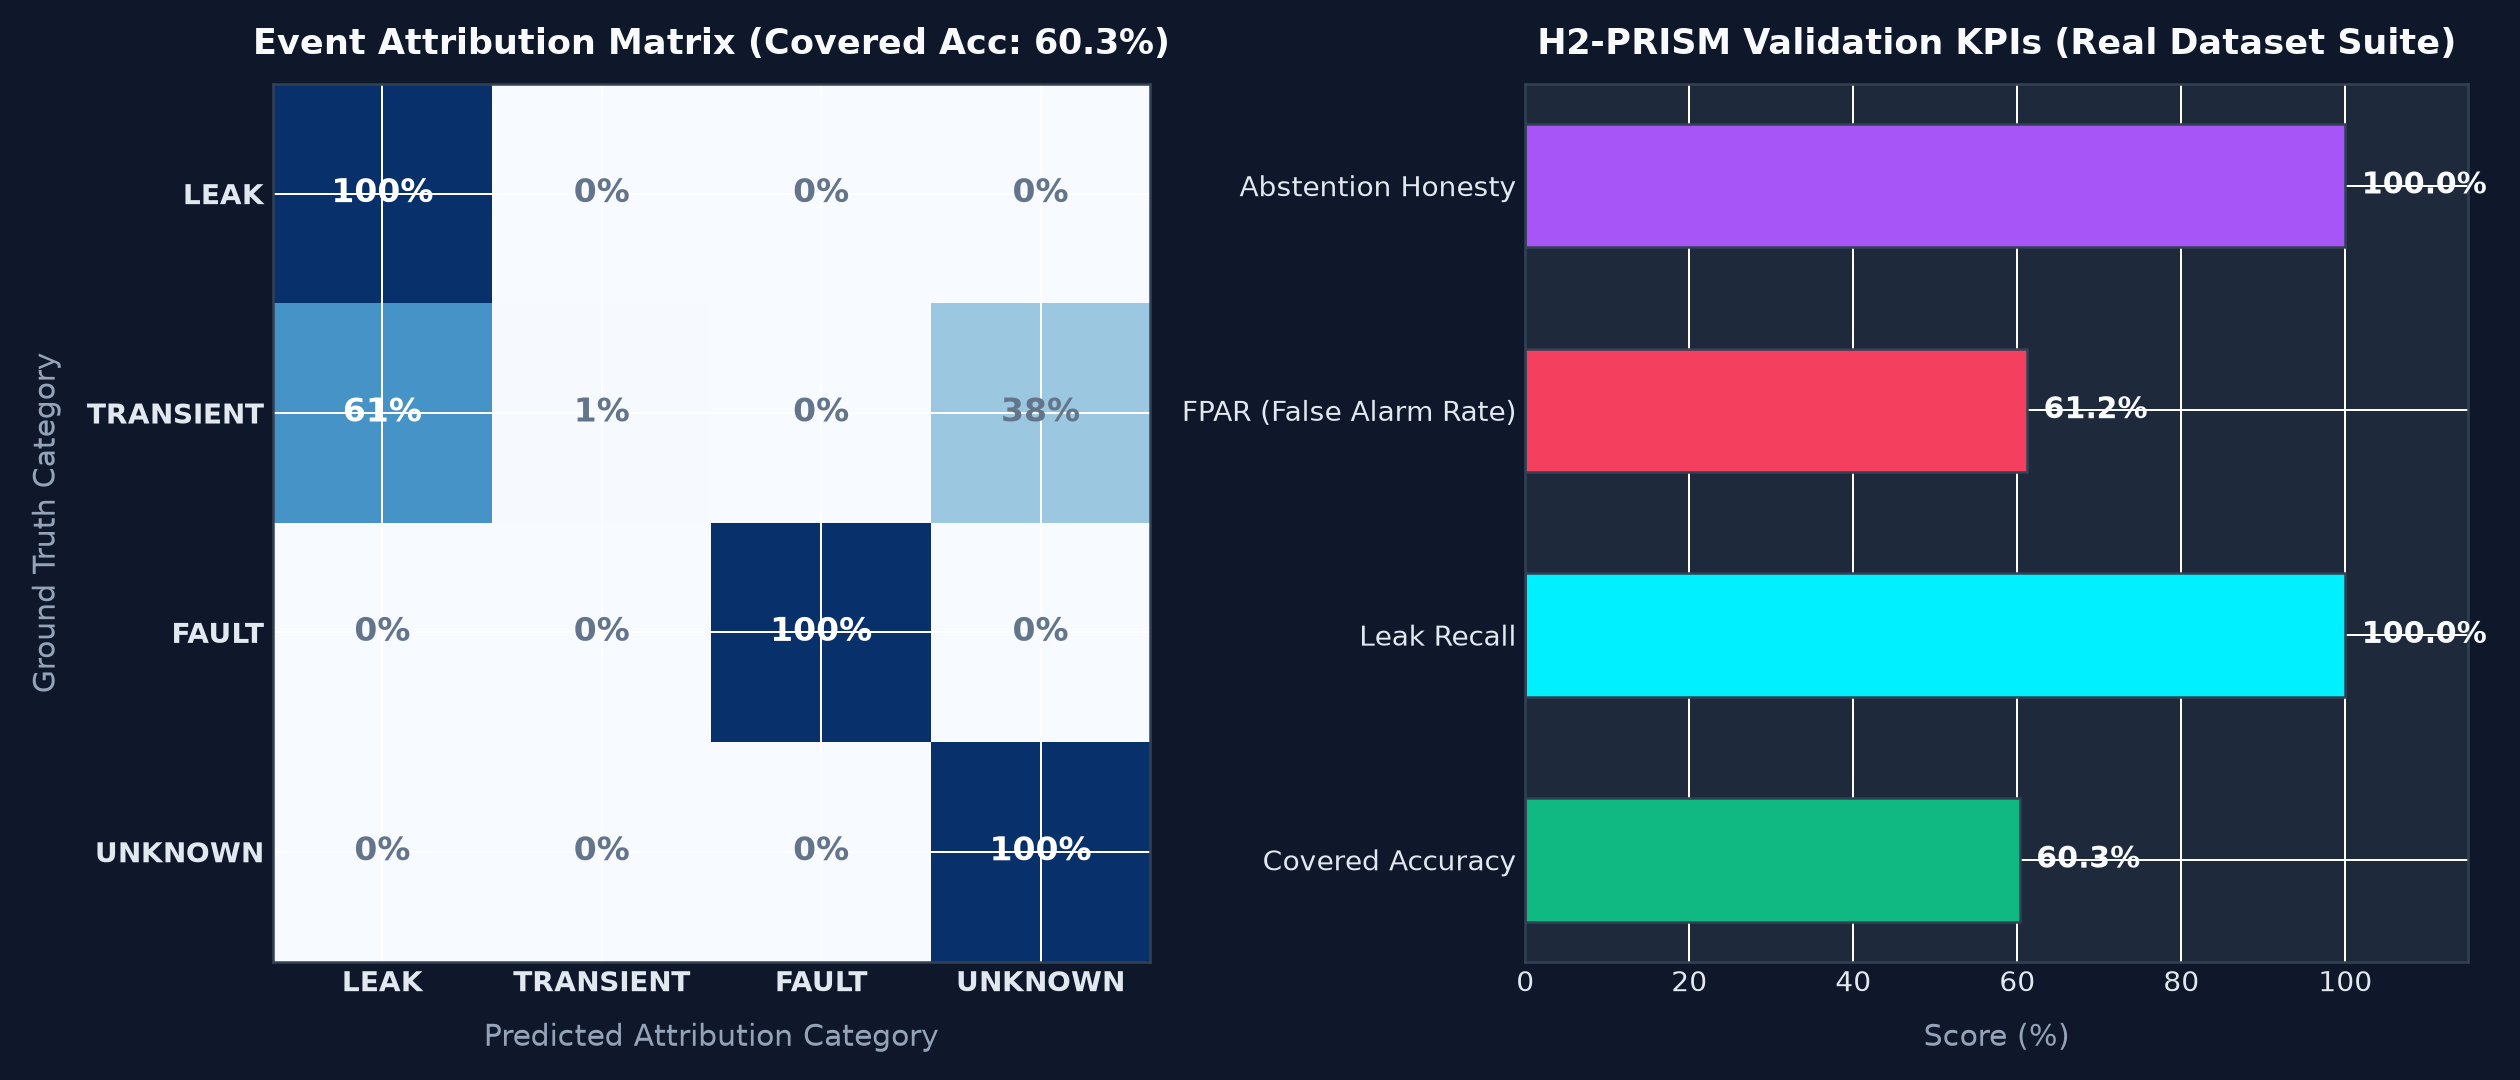 Event Attribution Matrix (Covered Acc: 60.3%)
Ground Truth Category
LEAK 100% 0% 0% 0%
TRANSIENT 61% 1% 0% 38%
FAULT 0% 0% 100% 0%
UNKNOWN 0% 0% 0% 100%
LEAK TRANSIENT FAULT UNKNOWN
Predicted Attribution Category
H2-PRISM Validation KPIs (Real Dataset Suite)
Abstention Honesty 100.0%
FPAR (False Alarm Rate) 61.2%
Leak Recall 100.0%
Covered Accuracy 60.3%
0 20 40 60 80 100
Score (%)